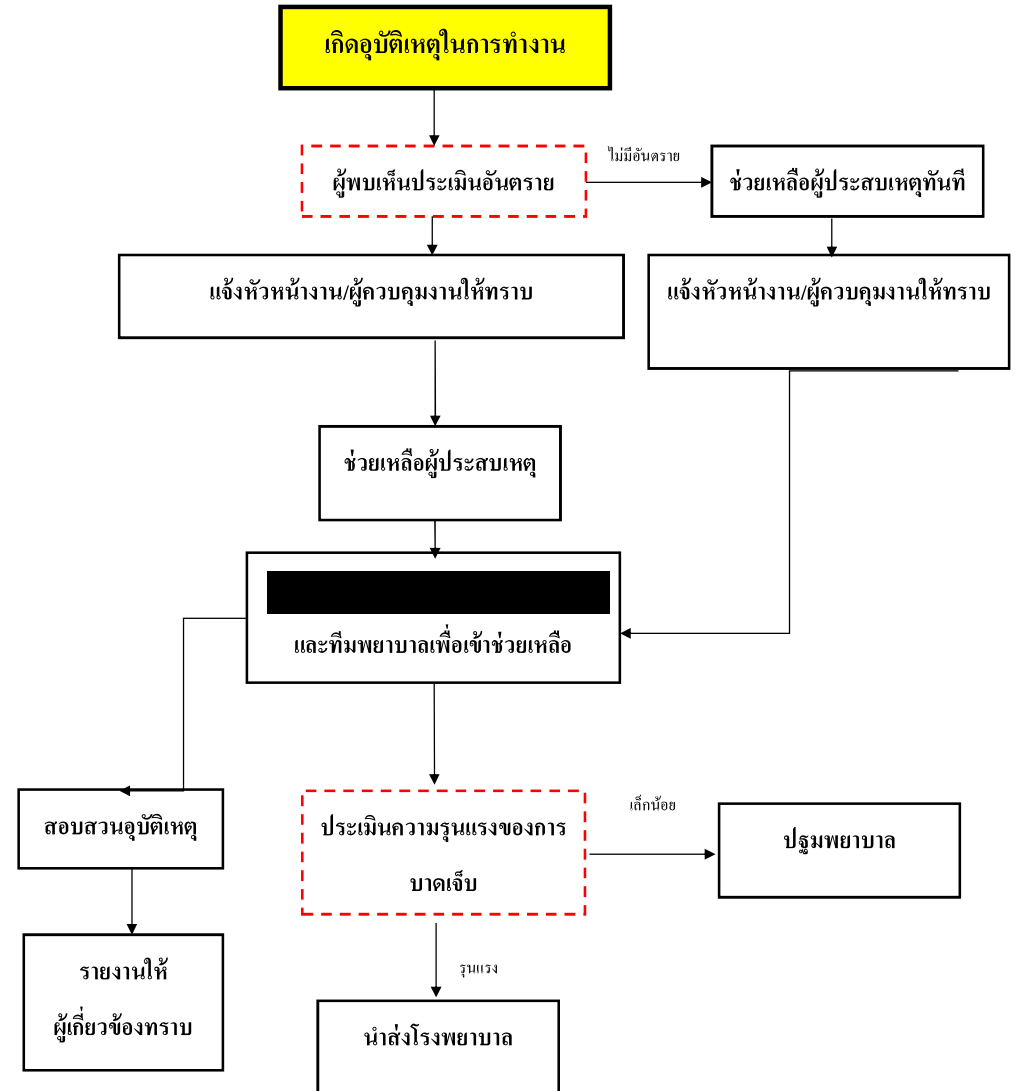 เกิดอุบัติเหตุในการทำงาน
ผู้พบเห็นประเมินอันตราย
ไม่มีอันตราย
ช่วยเหลือผู้ประสบเหตุทันที
แจ้งหัวหน้างาน/ผู้ควบคุมงานให้ทราบ
แจ้งหัวหน้างาน/ผู้ควบคุมงานให้ทราบ
ช่วยเหลือผู้ประสบเหตุ
และทีมพยาบาลเพื่อเข้าช่วยเหลือ
สอบสวนอุบัติเหตุ
ประเมินความรุนแรงของการ
บาดเจ็บ
เล็กน้อย
ปฐมพยาบาล
รายงานให้
ผู้เกี่ยวข้องทราบ
รุนแรง
นำส่งโรงพยาบาล